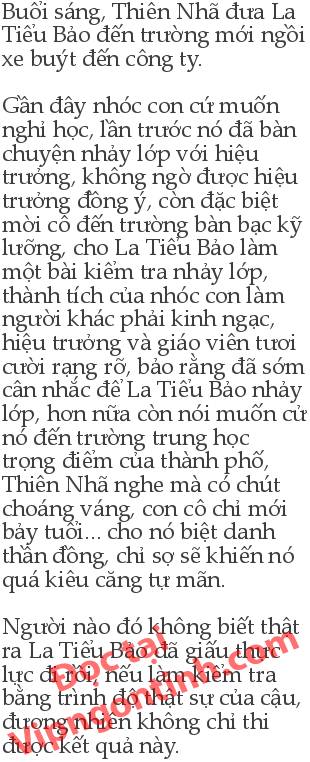 Buổi sáng, Thiên Nhã đưa La
Tiểu Bảo đến trường mới ngồi
xe buýt đến công ty.
Gần đây nhóc con cứ muốn
nghỉ học, lần trước nó đã bàn
chuyện nhảy lớp với hiệu
trưởng, không ngờ được hiệu
trưởng đồng ý, còn đặc biệt
mời cô đến trường bàn bạc kỹ
lưỡng, cho La Tiểu Bảo làm
một bài kiểm tra nhảy lớp,
thành tích của nhóc con làm
người khác phải kinh ngạc,
hiệu trưởng và giáo viên tươi
cười rạng rỡ, bảo rằng đã sớm
cân nhắc để La Tiểu Bảo nhảy
lớp, hơn nữa còn nói muốn cử
nó đến trường trung học
trọng điểm của thành phố,
Thiên Nhã nghe mà có chút
choáng váng, con cô chỉ mới
bảy tuổi... cho nó biệt danh
thần đồng, chỉ sợ sẽ khiến nó
quá kiêu căng tự mãn.
Người nào đó không biết thật
ra La Tiểu Bảo đã giấu thực
lực đi rồi, nếu làm kiểm tra
bằng trình độ thật sự của cậu,
đương nhiên không chỉ thi
được kết quả này.
Đọc tại
Vipngontinh.com